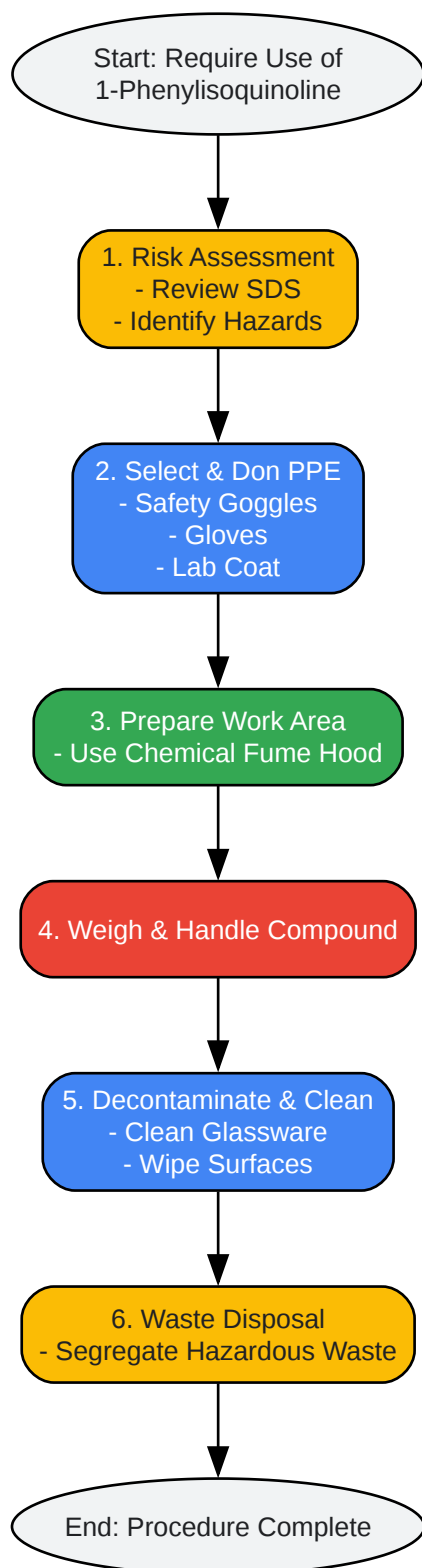 Start: Require Use of
1-Phenylisoquinoline
1. Risk Assessment
- Review SDS
- Identify Hazards
2. Select & Don PPE
- Safety Goggles
- Gloves
- Lab Coat
3. Prepare Work Area
- Use Chemical Fume Hood
4. Weigh & Handle Compound
5. Decontaminate & Clean
- Clean Glassware
- Wipe Surfaces
6. Waste Disposal
- Segregate Hazardous Waste
End: Procedure Complete